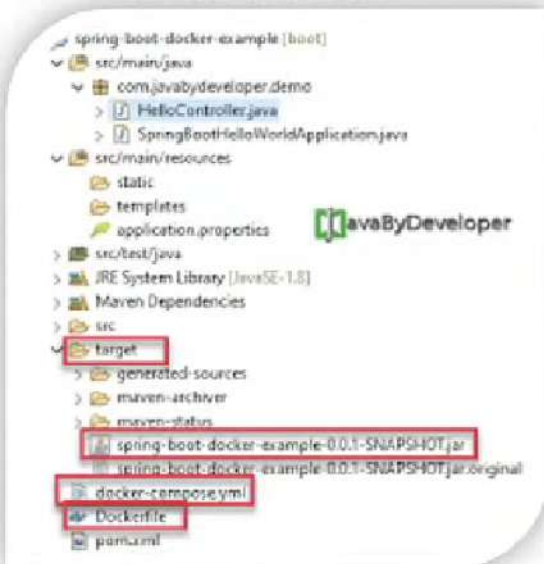 spring-boot-docker-example [boot]
src/main/java
com.javabydeveloper.demo
HelloController.java
SpringBootHelloWorldApplication.java
src/main/resources
static
templates
application.properties
JavaByDeveloper
src/test/java
JRE System Library [JavaSE-1.8]
Maven Dependencies
src
target
generated-sources
maven-archiver
maven-status
spring-boot-docker-example-0.0.1-SNAPSHOT.jar
spring-boot-docker-example-0.0.1-SNAPSHOT.jar.original
docker-compose.yml
Dockerfile
pom.xml